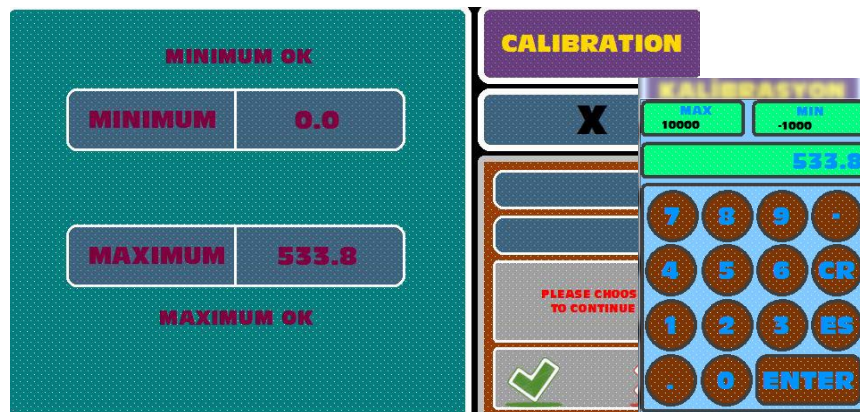 MINIMUM OK
MINIMUM 0.0
MAXIMUM 533.8
MAXIMUM OK
CALIBRATION
X
PLEASE CHOOS
TO CONTINUE
KALİBRASYON
MAX MIN
10000 -1000
533.8
7 8 9 -
4 5 6 CR
1 2 3 ES
. 0 ENTER